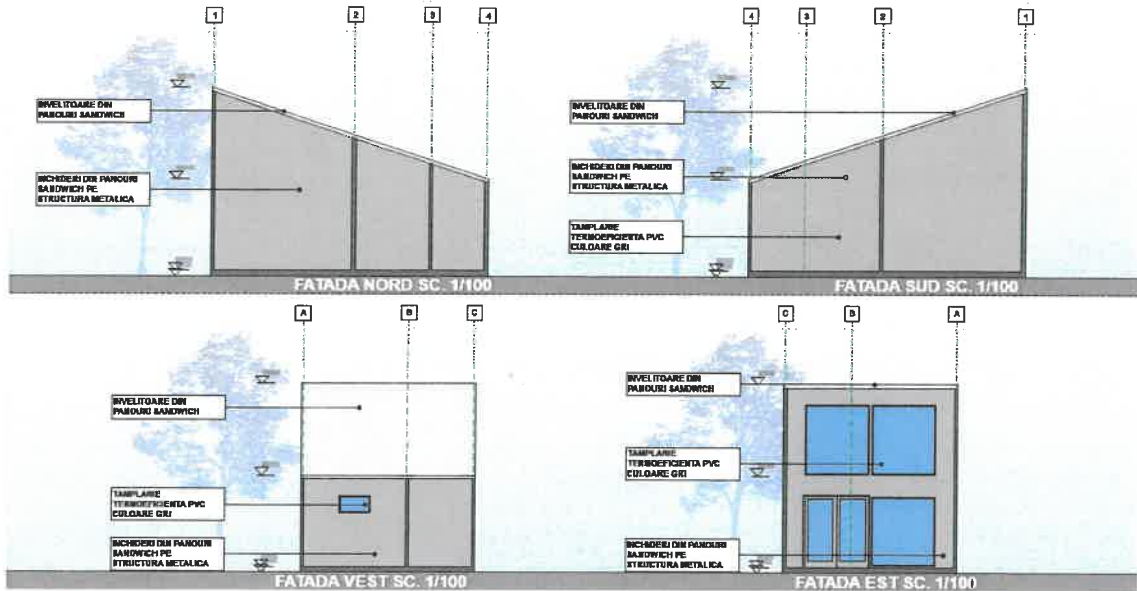 1
2
3
4
INVELITOARE DIN
PANOURI SANDWICH
INCHIDERI DIN PANOURI
SANDWICH PE
STRUCTURA METALICA
FATADA NORD SC. 1/100
4
3
2
1
INVELITOARE DIN
PANOURI SANDWICH
INCHIDERI DIN PANOURI
SANDWICH PE
STRUCTURA METALICA
TAMPLARIE
TERMOEFICIENTA PVC
CULOARE GRI
FATADA SUD SC. 1/100
A
B
C
INVELITOARE DIN
PANOURI SANDWICH
TAMPLARIE
TERMOEFICIENTA PVC
CULOARE GRI
INCHIDERI DIN PANOURI
SANDWICH PE
STRUCTURA METALICA
FATADA VEST SC. 1/100
C
B
A
INVELITOARE DIN
PANOURI SANDWICH
TAMPLARIE
TERMOEFICIENTA PVC
CULOARE GRI
INCHIDERI DIN PANOURI
SANDWICH PE
STRUCTURA METALICA
FATADA EST SC. 1/100